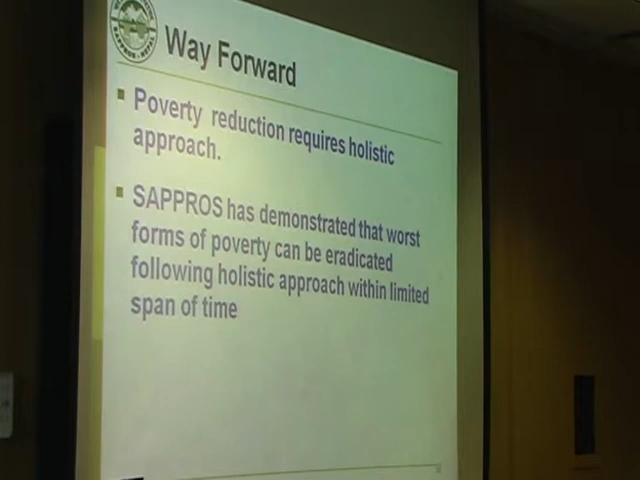 Way Forward
Poverty reduction requires holistic
approach.
SAPPROS has demonstrated that worst
forms of poverty can be eradicated
following holistic approach within limited
span of time